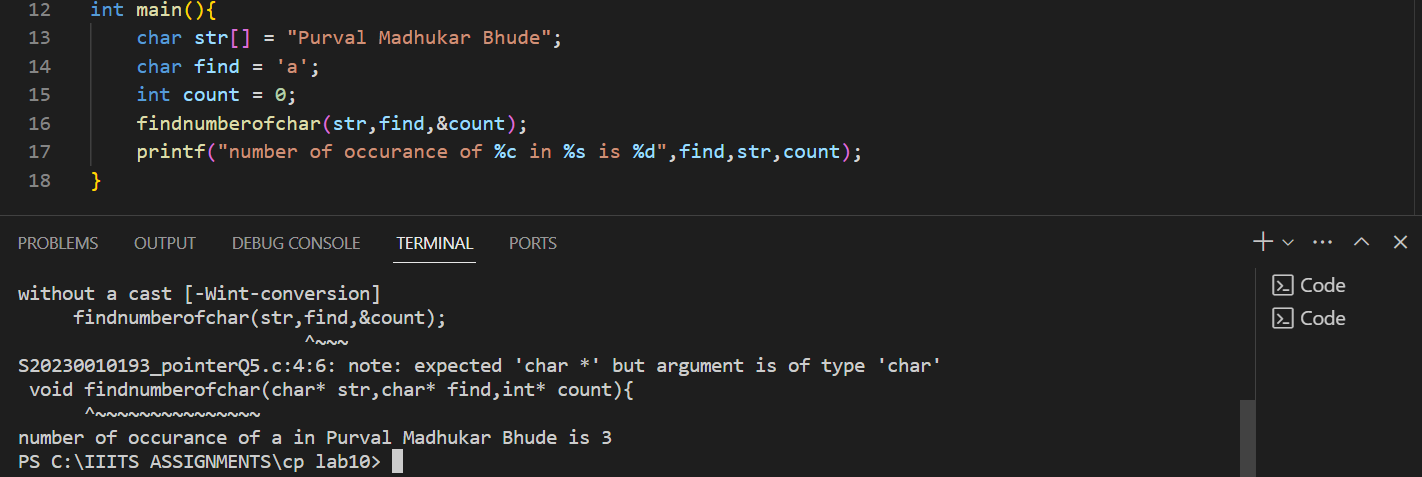 12 int main(){
13 char str[] = "Purval Madhukar Bhude";
14 char find = 'a';
15 int count = 0;
16 findnumberofchar(str,find,&count);
17 printf("number of occurance of %c in %s is %d",find,str,count);
18 }
PROBLEMS OUTPUT DEBUG CONSOLE TERMINAL PORTS
without a cast [-Wint-conversion]
findnumberofchar(str,find,&count);
^~~~
S20230010193_pointerQ5.c:4:6: note: expected 'char *' but argument is of type 'char'
void findnumberofchar(char* str,char* find,int* count){
^~~~~~~~~~~~~~~~
number of occurance of a in Purval Madhukar Bhude is 3
PS C:\IIITS ASSIGNMENTS\cp lab10>
Code
Code